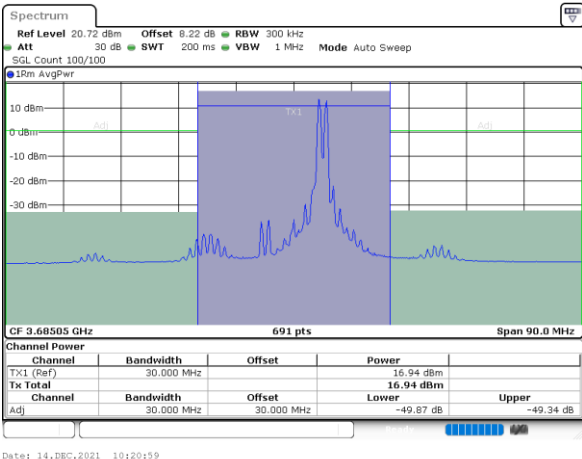 Spectrum
Ref Level 20.72 dBm Offset 8.22 dB RBW 300 kHz
Att 30 dB SWT 200 ms VBW 1 MHz Mode Auto Sweep
SGL Count 100/100
1Rm AvgPwr
10 dBm
TX1
Adj Adj
0 dBm
-10 dBm
-20 dBm
-30 dBm
CF 3.68505 GHz 691 pts Span 90.0 MHz
Channel Power
Channel Bandwidth Offset Power
TX1 (Ref) 30.000 MHz 16.94 dBm
Tx Total 16.94 dBm
Channel Bandwidth Offset Lower Upper
Adj 30.000 MHz 30.000 MHz -49.87 dB -49.34 dB
Ready
Date: 14.DEC.2021 10:20:59